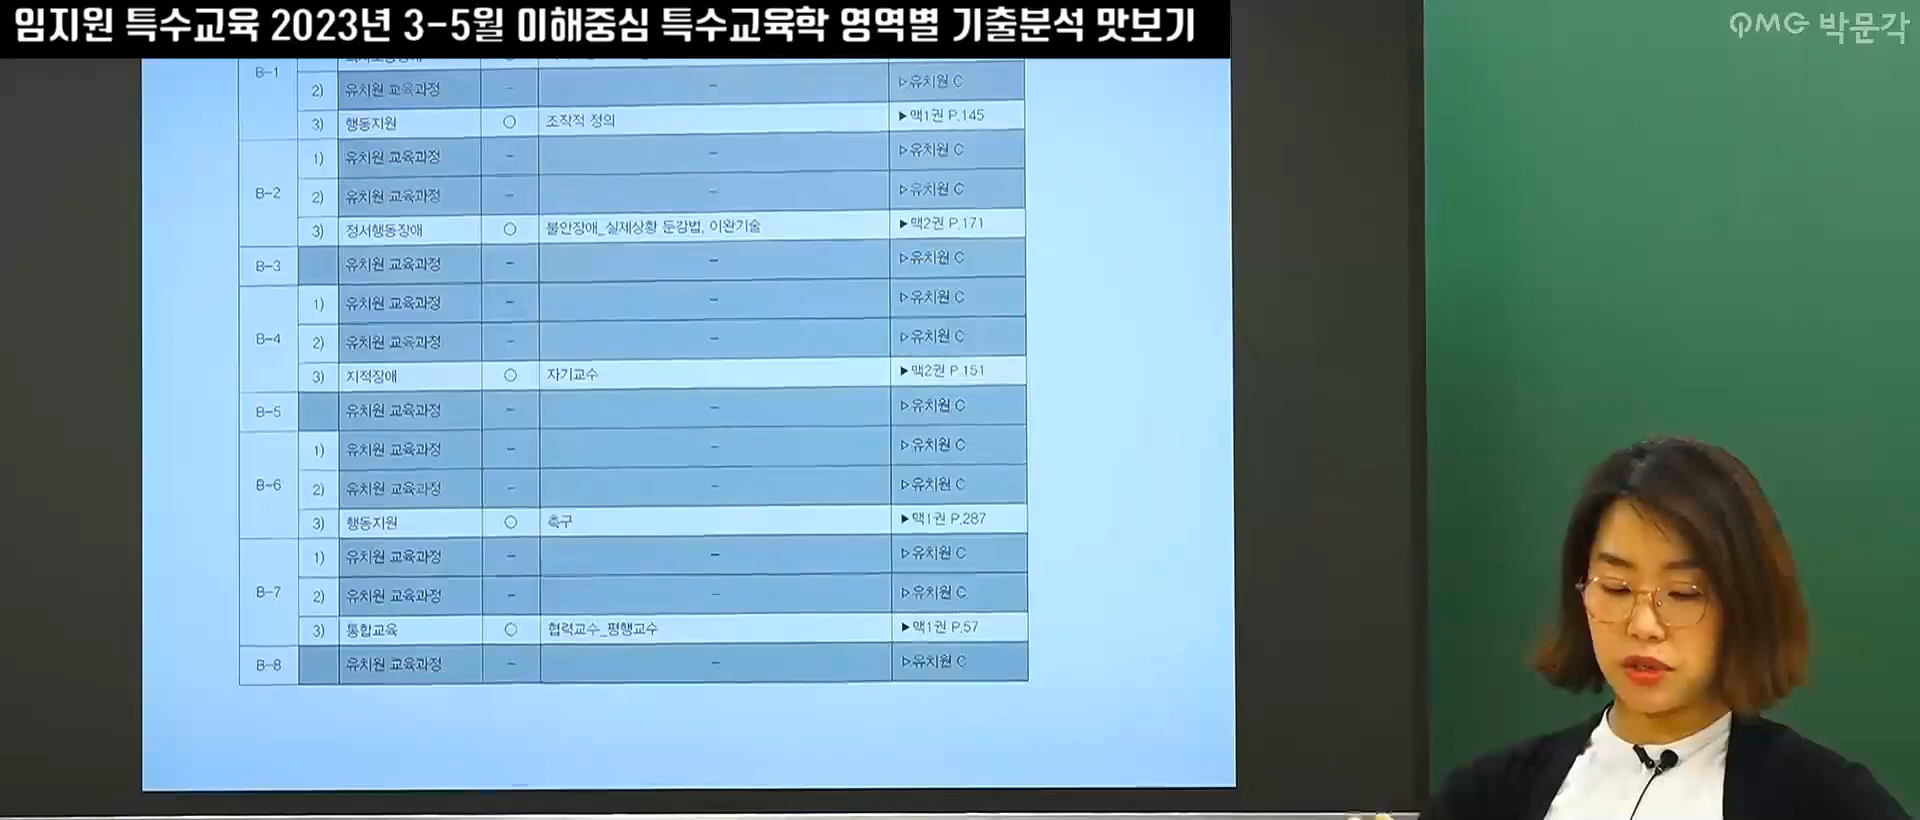 임지원 특수교육 2023년 3-5월 이해중심 특수교육학 영역별 기출분석 맛보기
PMG 박문각
B-1
2) 유치원 교육과정 - - ▷유치원 C
3) 행동지원 ○ 조작적 정의 ▶맥1권 P.145
B-2
1) 유치원 교육과정 - - ▷유치원 C
2) 유치원 교육과정 - - ▷유치원 C
3) 정서행동장애 ○ 불안장애_실제상황 둔감법, 이완기술 ▶맥2권 P.171
B-3 유치원 교육과정 - - ▷유치원 C
B-4
1) 유치원 교육과정 - - ▷유치원 C
2) 유치원 교육과정 - - ▷유치원 C
3) 지적장애 ○ 자기교수 ▶맥2권 P.151
B-5 유치원 교육과정 - - ▷유치원 C
B-6
1) 유치원 교육과정 - - ▷유치원 C
2) 유치원 교육과정 - - ▷유치원 C
3) 행동지원 ○ 촉구 ▶맥1권 P.287
B-7
1) 유치원 교육과정 - - ▷유치원 C
2) 유치원 교육과정 - - ▷유치원 C
3) 통합교육 ○ 협력교수_평행교수 ▶맥1권 P.57
B-8 유치원 교육과정 - - ▷유치원 C